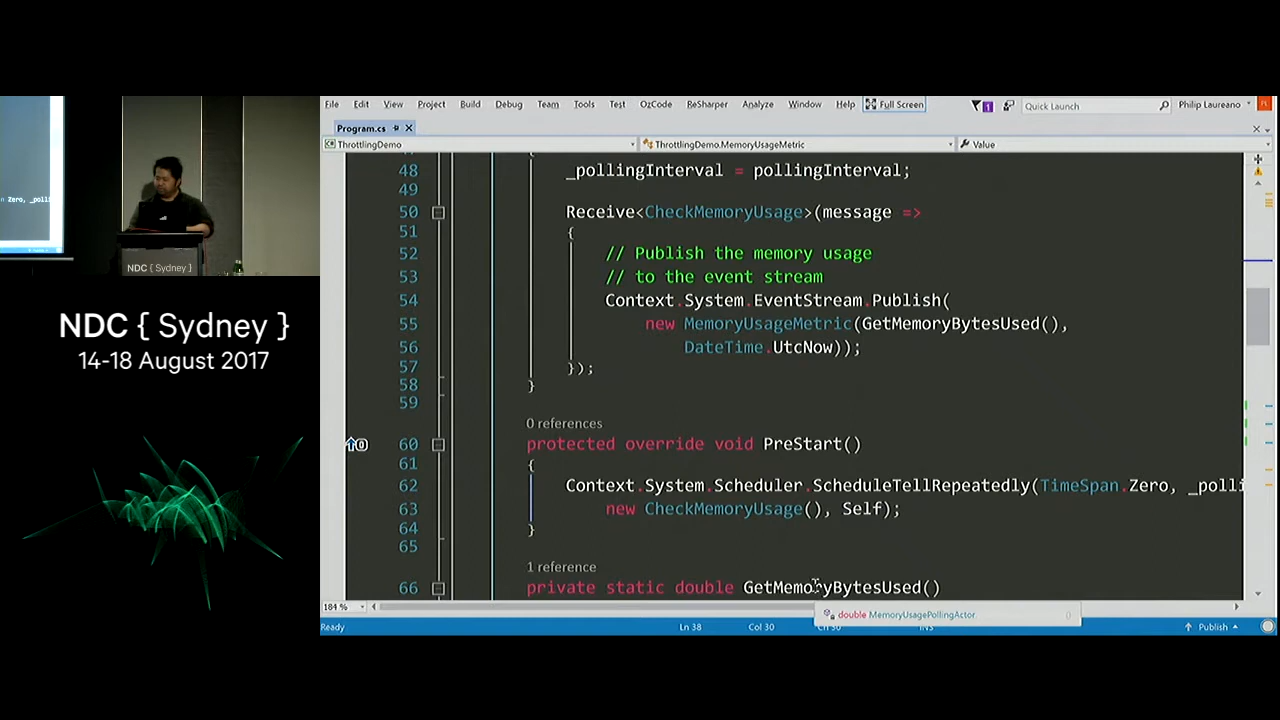 File Edit View Project Build Debug Team Tools Test OzCode ReSharper Analyze Window Help Full Screen 1 Quick Launch Philip Laureano
Program.cs
ThrottlingDemo ThrottlingDemo.MemoryUsageMetric Value
48 _pollingInterval = pollingInterval;
49
50 Receive<CheckMemoryUsage>(message =>
51 {
52 // Publish the memory usage
53 // to the event stream
54 Context.System.EventStream.Publish(
55 new MemoryUsageMetric(GetMemoryBytesUsed(),
56 DateTime.UtcNow));
57 });
58 }
59
0 references
60 protected override void PreStart()
61 {
62 Context.System.Scheduler.ScheduleTellRepeatedly(TimeSpan.Zero, _polli
63 new CheckMemoryUsage(), Self);
64 }
65
1 reference
66 private static double GetMemoryBytesUsed()
184 %
double MemoryUsagePollingActor.
Ready Ln 38 Col 30 INS Publish
n Zero, _poll
NDC { Sydney }
NDC { Sydney }
14-18 August 2017